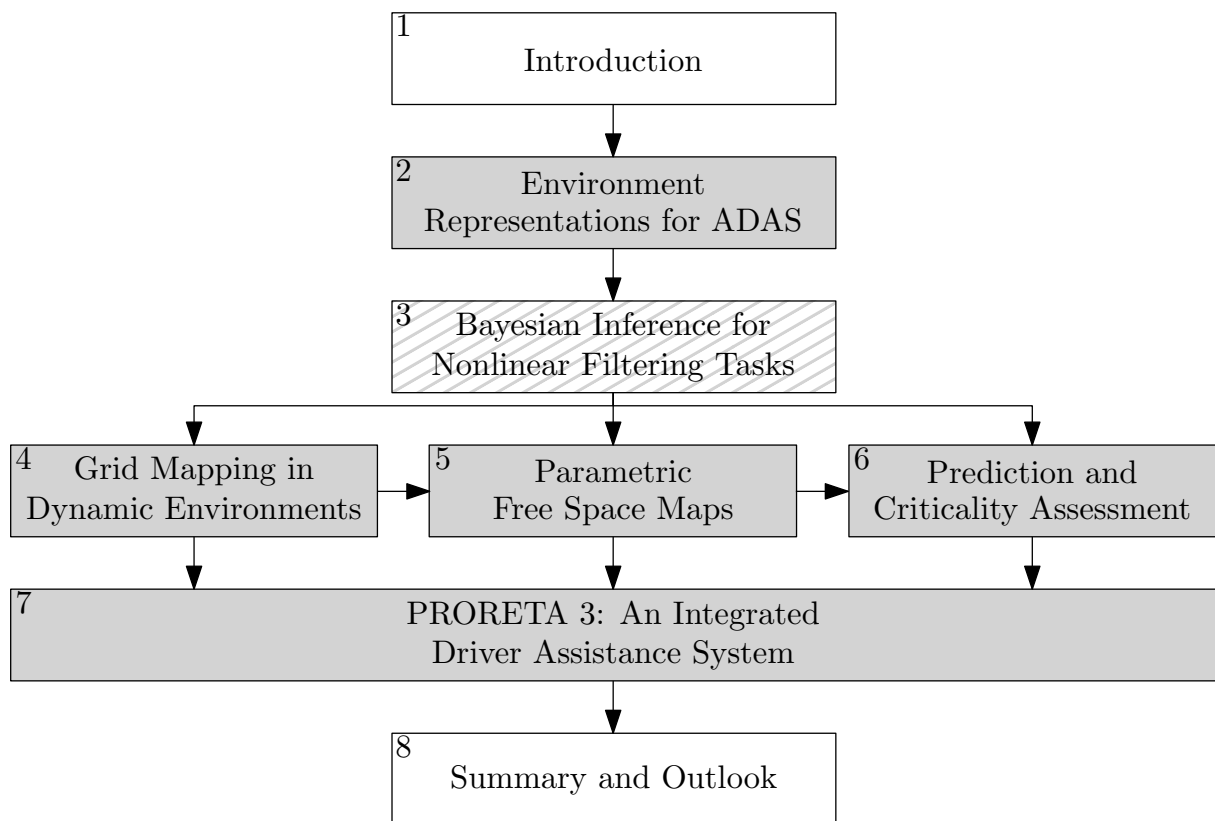 1
Introduction
2
Environment
Representations for ADAS
3
Bayesian Inference for
Nonlinear Filtering Tasks
4
Grid Mapping in
Dynamic Environments
5
Parametric
Free Space Maps
6
Prediction and
Criticality Assessment
7
PRORETA 3: An Integrated
Driver Assistance System
8
Summary and Outlook